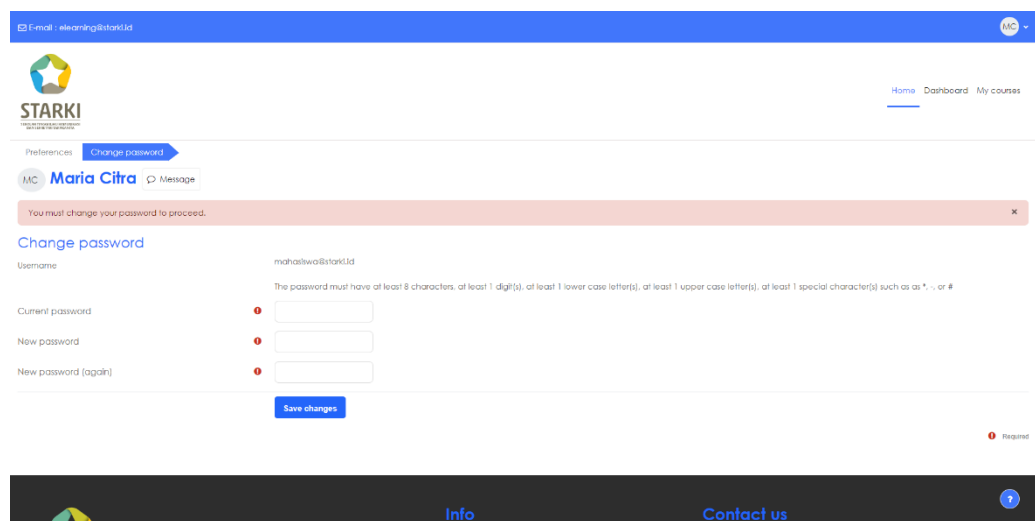 E-mail : elearning@starki.id
MC
STARKI
Home Dashboard My courses
Preferences Change password
MC Maria Citra Message
You must change your password to proceed. ×
Change password
Username mahasiswa@starki.id
The password must have at least 8 characters, at least 1 digit(s), at least 1 lower case letter(s), at least 1 upper case letter(s), at least 1 special character(s) such as as *, -, or #
Current password
New password
New password (again)
Save changes
Required
?
Info Contact us